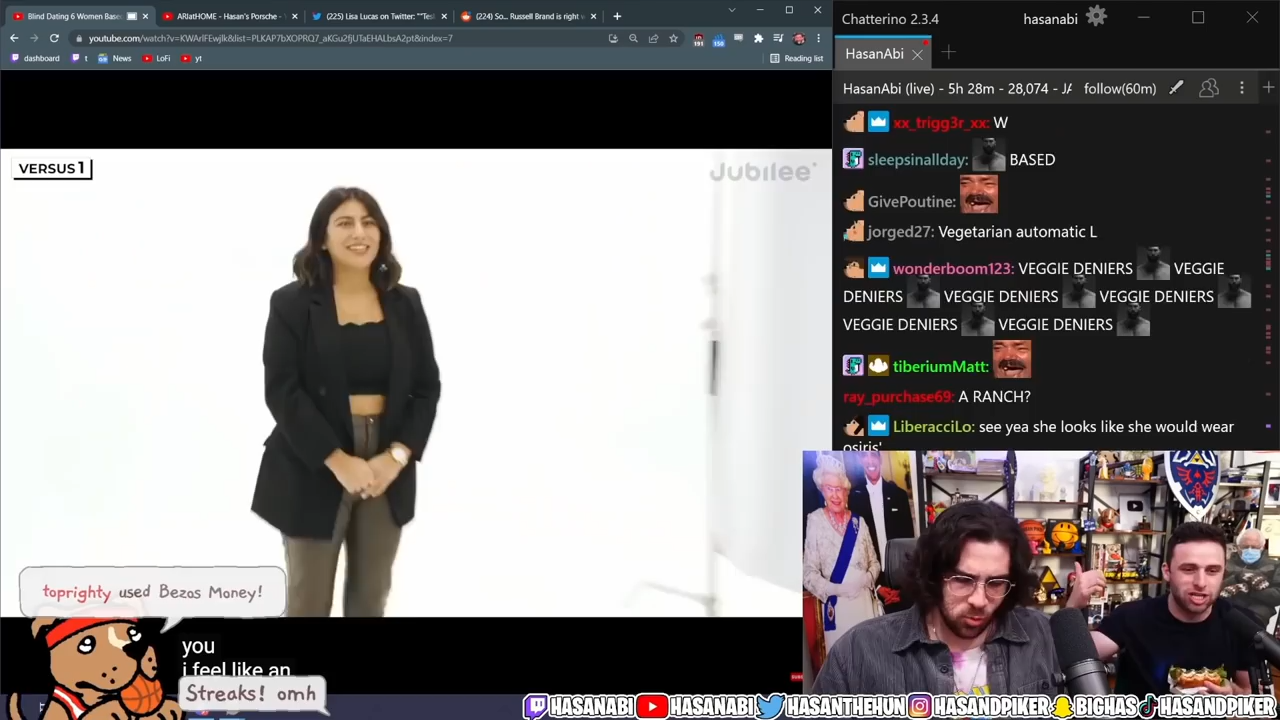 Blind Dating 6 Women Base
ARIatHOME - Hasan's Porsche -
(225) Lisa Lucas on Twitter: ""Te
(224) So... Russell Brand is right
youtube.com/watch?v=KWArIFEwjlk&list=PLKAP7bXOPRQ7_aKGu2fjUTaEHALbsA2pt&index=7
dashboard
t
News
LoFi
yt
Reading list
VERSUS 1
Jubilee
toprighty used Bezos Money!
you
i feel like an
Streaks! omh
Chatterino 2.3.4
hasanabi
HasanAbi
HasanAbi (live) - 5h 28m - 28,074 - JA
follow(60m)
xx_trigg3r_xx: W
sleepsinallday: BASED
GivePoutine:
jorged27: Vegetarian automatic L
wonderboom123: VEGGIE DENIERS VEGGIE
DENIERS VEGGIE DENIERS VEGGIE DENIERS
VEGGIE DENIERS VEGGIE DENIERS
tiberiumMatt:
ray_purchase69: A RANCH?
LiberacciLo: see yea she looks like she would wear
osiris'
HASANABI HASANABI HASANTHEHUN HASANDPIKER BIGHAS HASANDPIKER